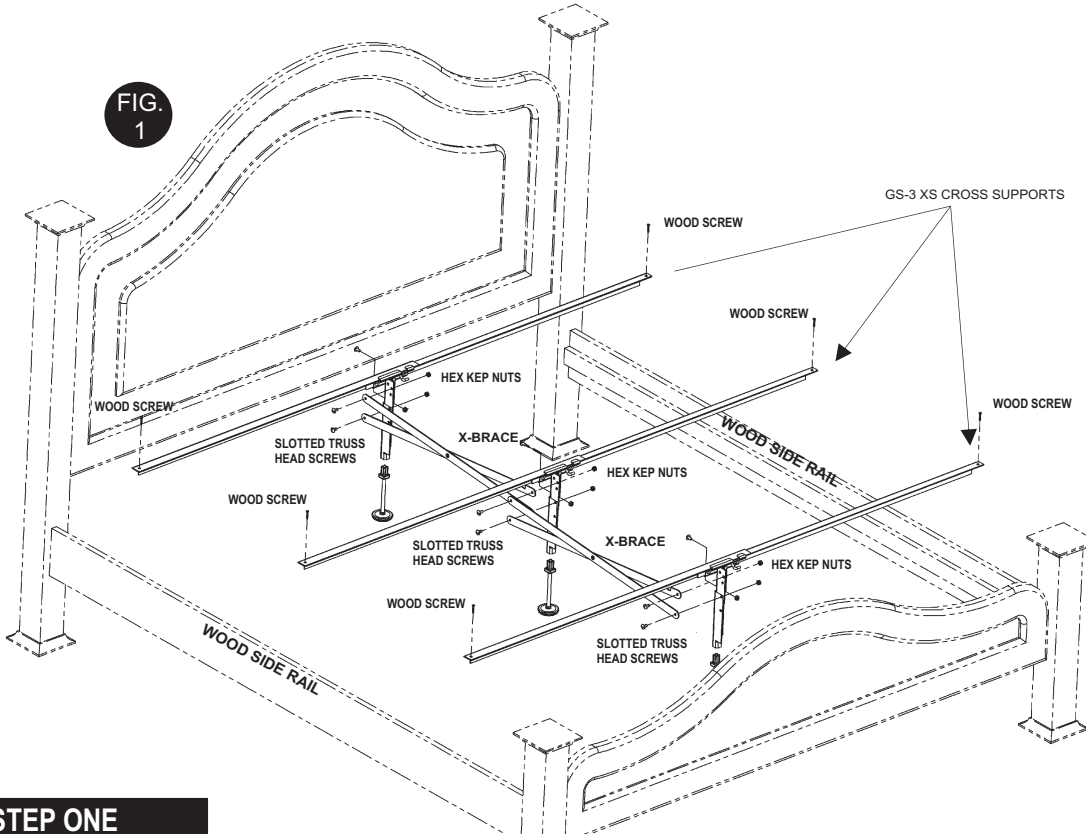 FIG.
1
GS-3 XS CROSS SUPPORTS
WOOD SCREW
WOOD SCREW
HEX KEP NUTS
WOOD SCREW
WOOD SCREW
SLOTTED TRUSS
HEAD SCREWS
X-BRACE
WOOD SIDE RAIL
HEX KEP NUTS
WOOD SCREW
SLOTTED TRUSS
HEAD SCREWS
X-BRACE
HEX KEP NUTS
WOOD SCREW
WOOD SIDE RAIL
SLOTTED TRUSS
HEAD SCREWS
STEP ONE